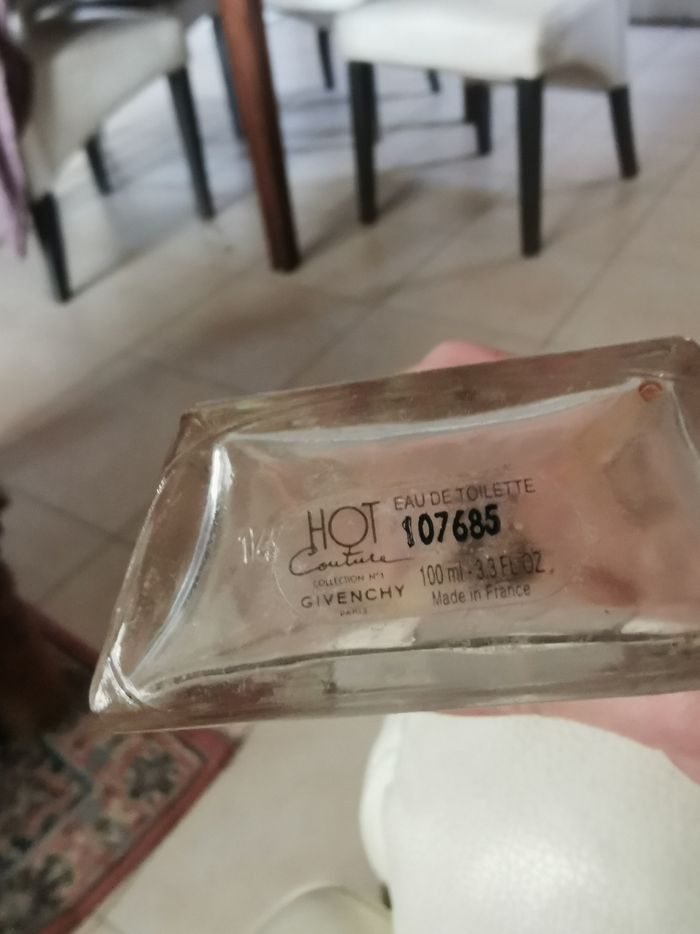 HOT
Couture
COLLECTION N°1
GIVENCHY
PARIS
EAU DE TOILETTE
107685
100 ml - 3.3 FL.OZ.
Made in France